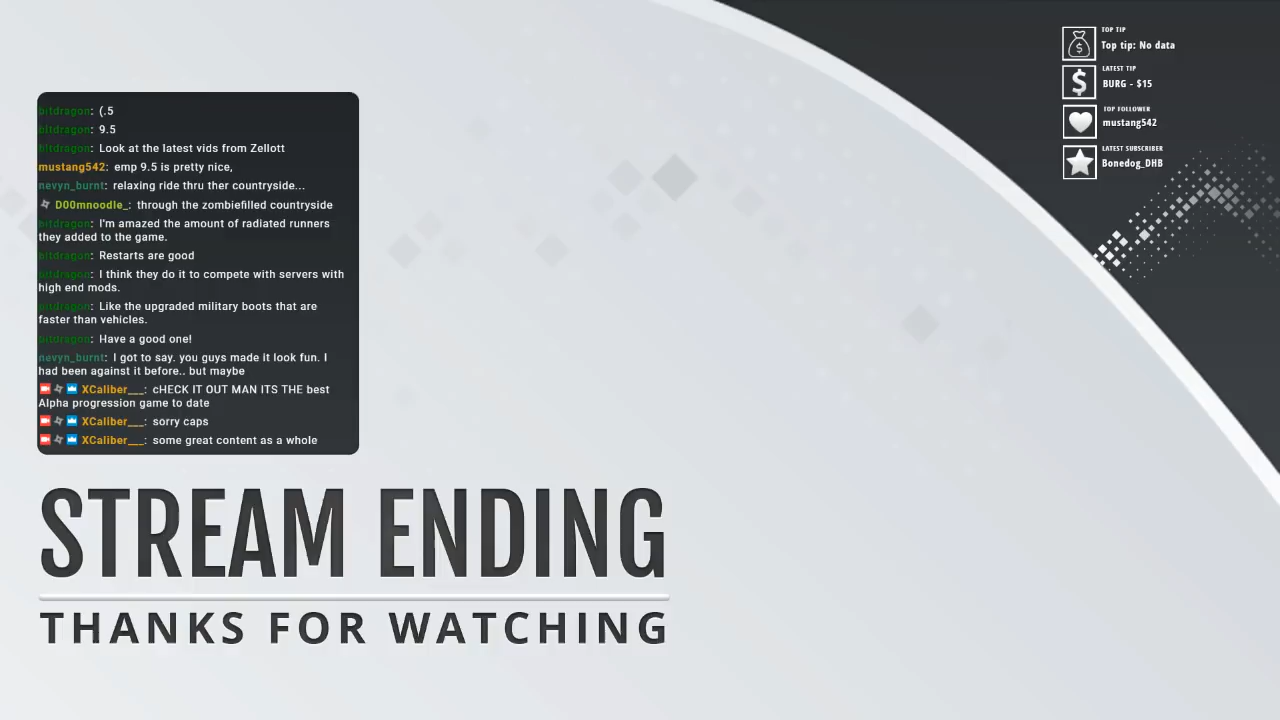 bitdragon: (.5
bitdragon: 9.5
bitdragon: Look at the latest vids from Zellott
mustang542: emp 9.5 is pretty nice,
nevyn_burnt: relaxing ride thru ther countryside...
D00mnoodle_: through the zombiefilled countryside
bitdragon: I'm amazed the amount of radiated runners
they added to the game.
bitdragon: Restarts are good
bitdragon: I think they do it to compete with servers with
high end mods.
bitdragon: Like the upgraded military boots that are
faster than vehicles.
bitdragon: Have a good one!
nevyn_burnt: I got to say. you guys made it look fun. I
had been against it before.. but maybe
XCaliber___: cHECK IT OUT MAN ITS THE best
Alpha progression game to date
XCaliber___: sorry caps
XCaliber___: some great content as a whole
STREAM ENDING
THANKS FOR WATCHING
TOP TIP
Top tip: No data
LATEST TIP
BURG - $15
TOP FOLLOWER
mustang542
LATEST SUBSCRIBER
Bonedog_DHB